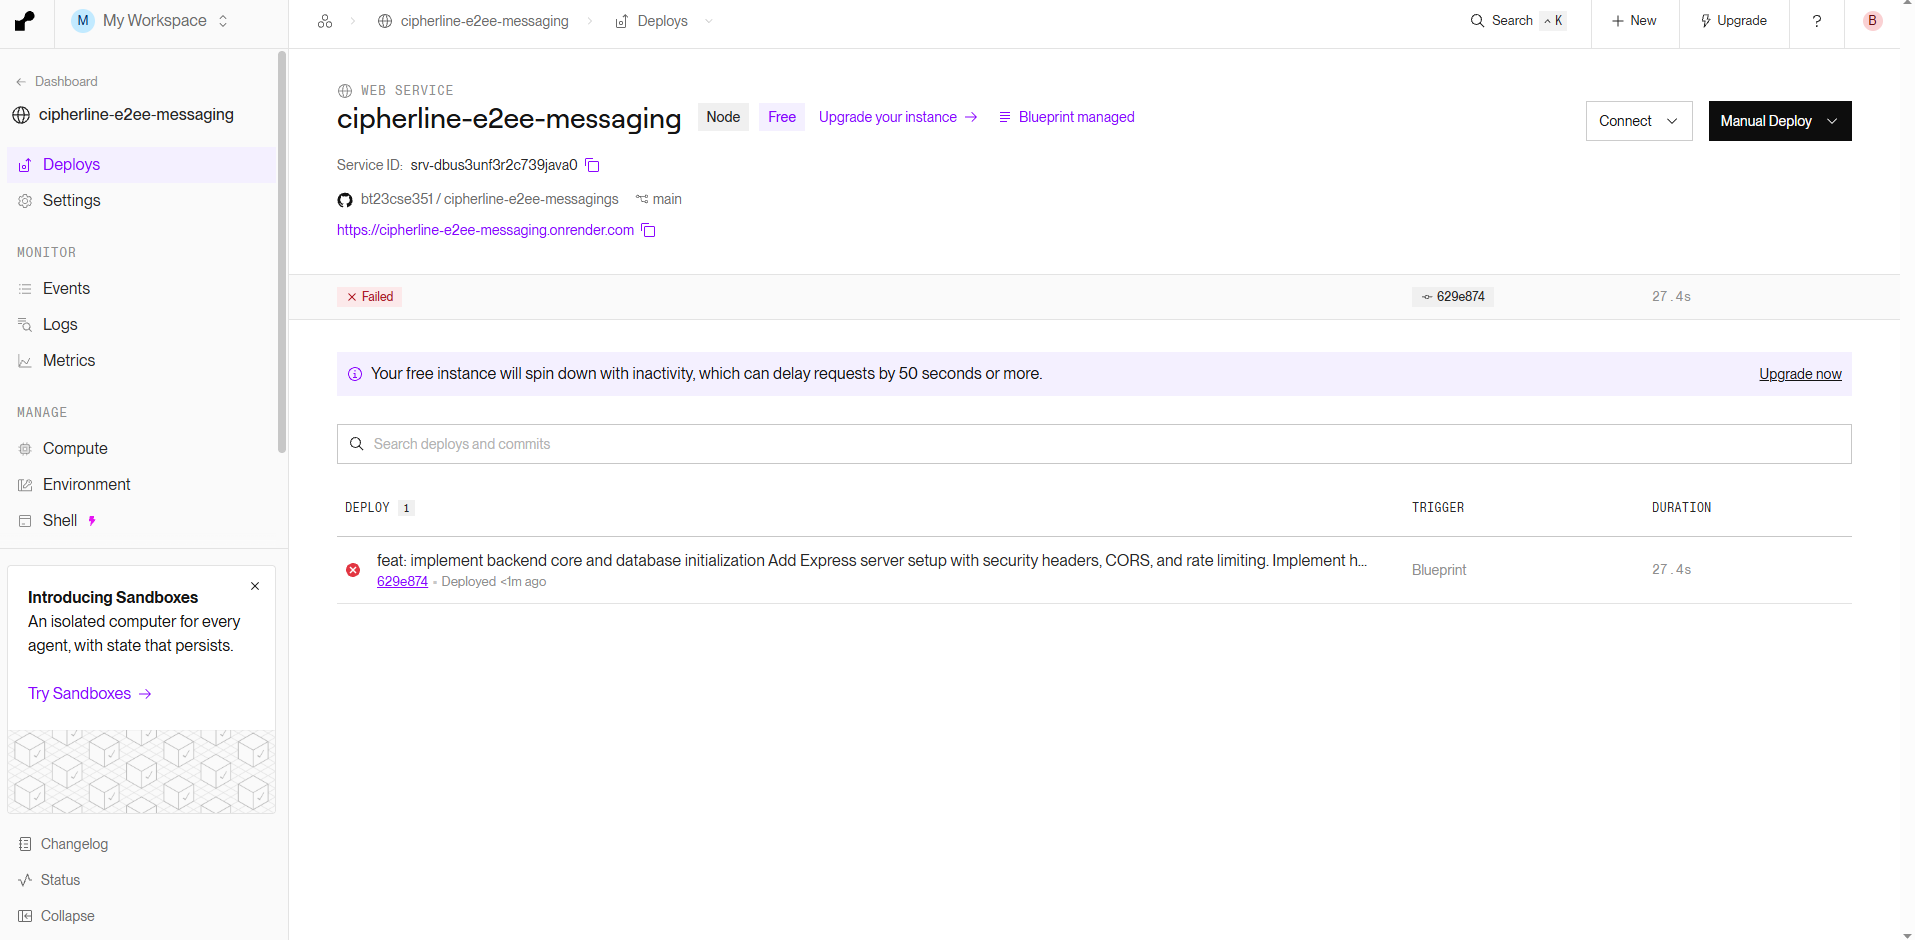 M My Workspace
cipherline-e2ee-messaging
Deploys
Search
K
New
Upgrade
?
B
Dashboard
cipherline-e2ee-messaging
Deploys
Settings
MONITOR
Events
Logs
Metrics
MANAGE
Compute
Environment
Shell
Introducing Sandboxes
An isolated computer for every
agent, with state that persists.
Try Sandboxes
Changelog
Status
Collapse
WEB SERVICE
cipherline-e2ee-messaging
Node
Free
Upgrade your instance
Blueprint managed
Connect
Manual Deploy
Service ID: srv-dbus3unf3r2c739java0
bt23cse351 / cipherline-e2ee-messagings
main
https://cipherline-e2ee-messaging.onrender.com
Failed
629e874
27.4s
Your free instance will spin down with inactivity, which can delay requests by 50 seconds or more.
Upgrade now
Search deploys and commits
DEPLOY 1
TRIGGER
DURATION
feat: implement backend core and database initialization Add Express server setup with security headers, CORS, and rate limiting. Implement h...
629e874 • Deployed <1m ago
Blueprint
27.4s